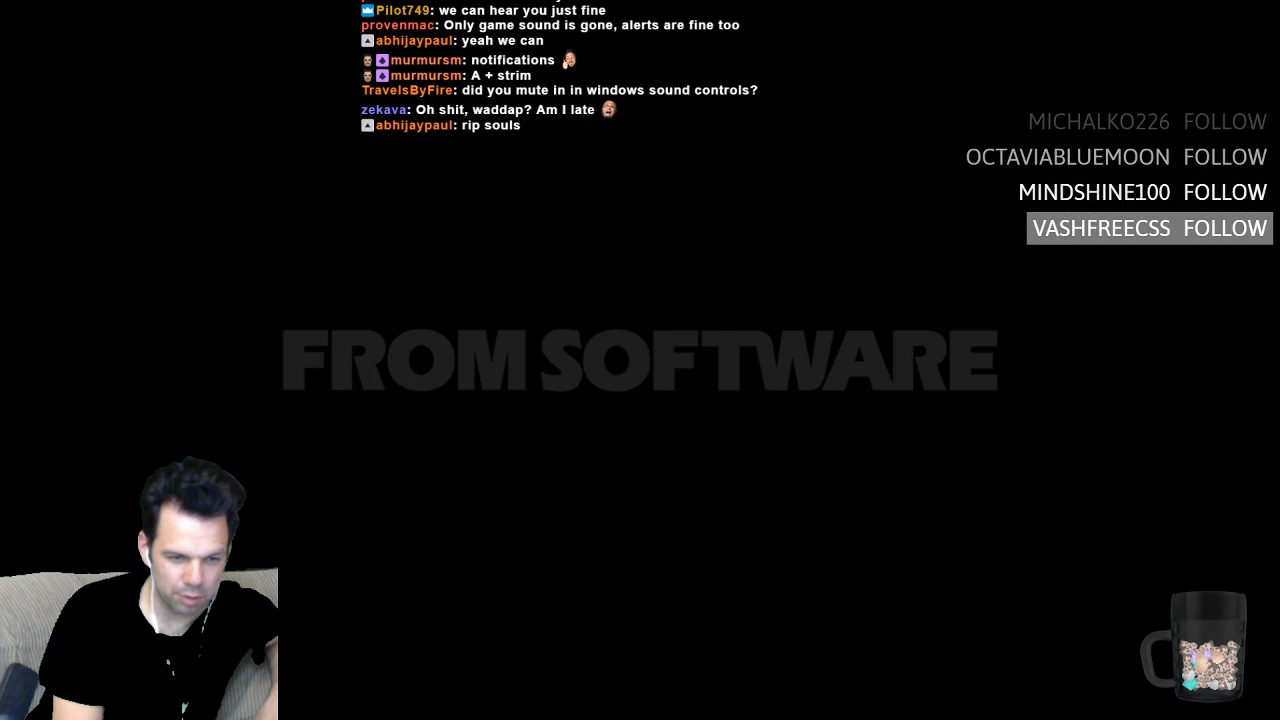 Pilot749: we can hear you just fine
provenmac: Only game sound is gone, alerts are fine too
abhijaypaul: yeah we can
murmursm: notifications
murmursm: A + strim
TravelsByFire: did you mute in in windows sound controls?
zekava: Oh shit, waddap? Am I late
abhijaypaul: rip souls
MICHALKO226 FOLLOW
OCTAVIABLUEMOON FOLLOW
MINDSHINE100 FOLLOW
VASHFREECSS FOLLOW
FROM SOFTWARE